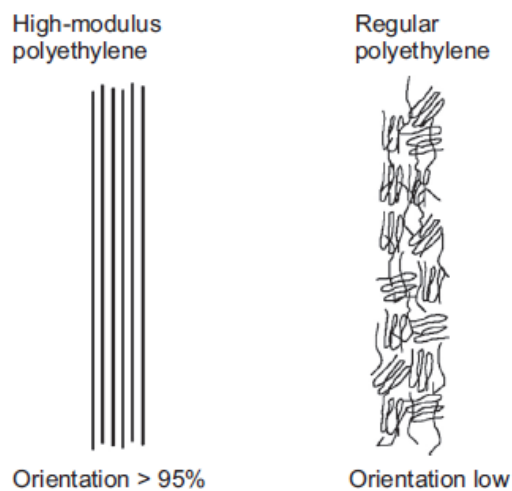 High-modulus
polyethylene
Regular
polyethylene
Orientation > 95%
Orientation low